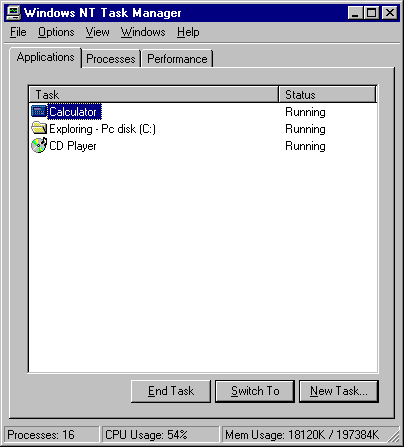 Windows NT Task Manager
File Options View Windows Help
Applications Processes Performance
Task Status
Calculator Running
Exploring - Pc disk (C:) Running
CD Player Running
End Task Switch To New Task...
Processes: 16 CPU Usage: 54% Mem Usage: 18120K / 197384K